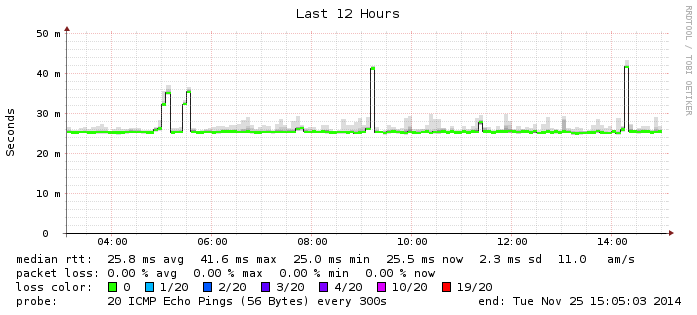 Last 12 Hours
RRDTOOL / TOBI OETIKER
Seconds
50 m
40 m
30 m
20 m
10 m
0
04:00 06:00 08:00 10:00 12:00 14:00
median rtt: 25.8 ms avg 41.6 ms max 25.0 ms min 25.5 ms now 2.3 ms sd 11.0 am/s
packet loss: 0.00 % avg 0.00 % max 0.00 % min 0.00 % now
loss color: 0 1/20 2/20 3/20 4/20 10/20 19/20
probe: 20 ICMP Echo Pings (56 Bytes) every 300s end: Tue Nov 25 15:05:03 2014